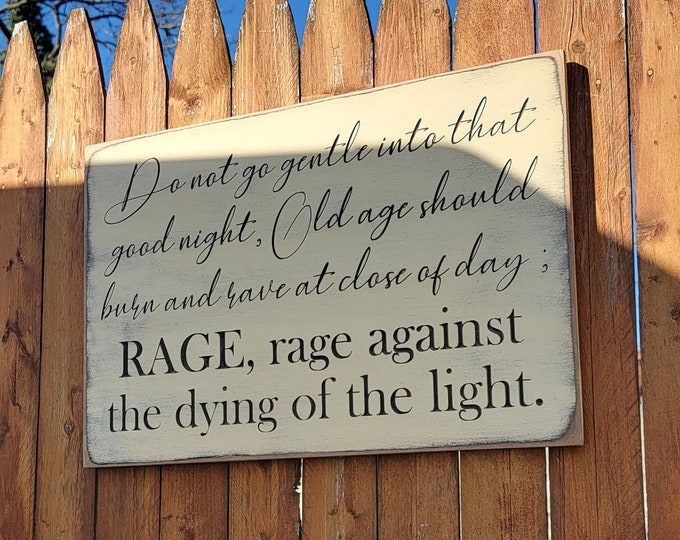 Do not go gentle into that
good night, Old age should
burn and rave at close of day ;
RAGE, rage against
the dying of the light.